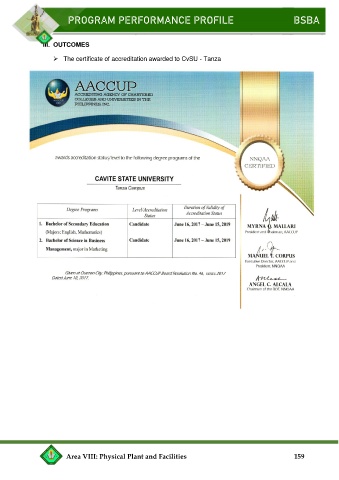 PROGRAM PERFORMANCE PROFILE BSBA
III. OUTCOMES
➢ The certificate of accreditation awarded to CvSU - Tanza
AACCUP
ACCREDITING AGENCY OF CHARTERED
COLLEGES AND UNIVERSITIES IN THE
PHILIPPINES, INC.
awards accreditation status/level to the following degree programs of the
NNQAA
CERTIFIED
CAVITE STATE UNIVERSITY
Tanza Campus
Degree Programs Level/Accreditation Status Duration of Validity of Accreditation Status
1. Bachelor of Secondary Education Candidate June 16, 2017 – June 15, 2019
(Majors: English, Mathematics)
2. Bachelor of Science in Business Candidate June 16, 2017 – June 15, 2019
Management, major in Marketing
Given at Quezon City, Philippines, pursuant to AACCUP Board Resolution No. 46, series 2017
Dated June 16, 2017.
MYRNA Q. MALLARI
President and Chairman, AACCUP
MANUEL T. CORPUS
Executive Director, AACCUP and
President, NNQAA
ANGEL C. ALCALA
Chairman of the BOT, NNQAA
Area VIII: Physical Plant and Facilities 159